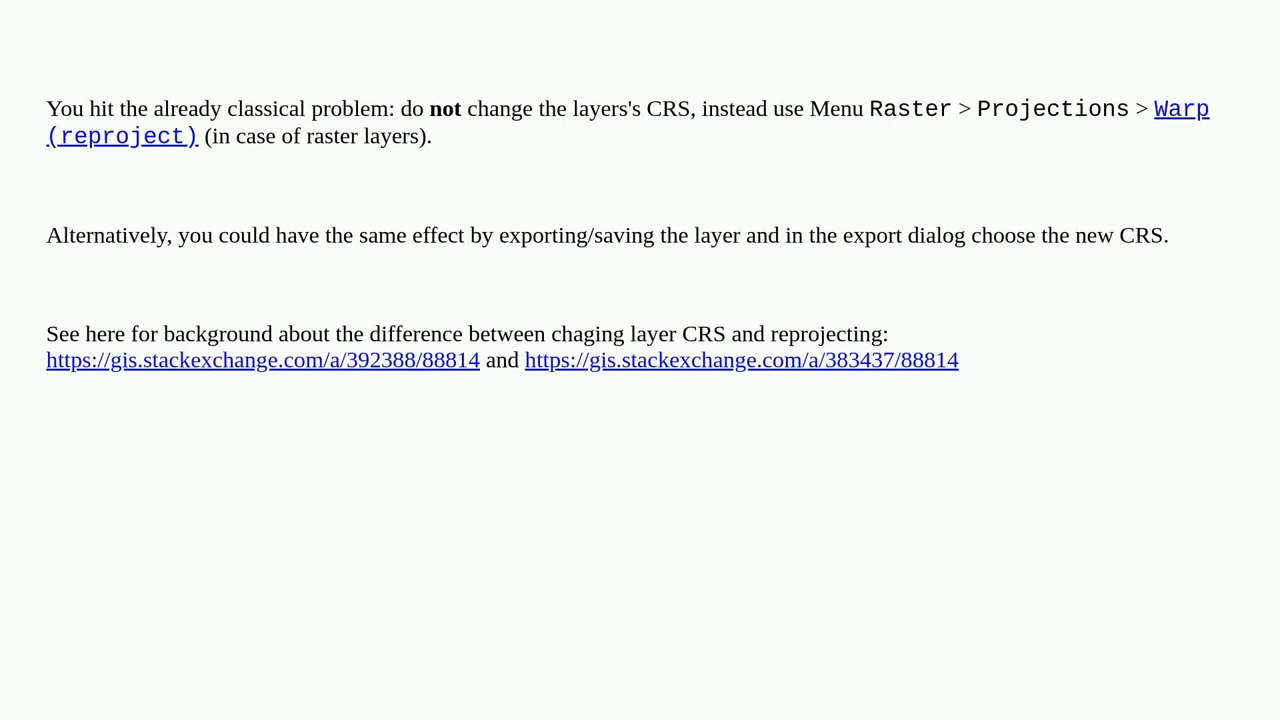 You hit the already classical problem: do not change the layers's CRS, instead use Menu Raster > Projections > Warp
(reproject) (in case of raster layers).
Alternatively, you could have the same effect by exporting/saving the layer and in the export dialog choose the new CRS.
See here for background about the difference between chaging layer CRS and reprojecting:
https://gis.stackexchange.com/a/392388/88814 and https://gis.stackexchange.com/a/383437/88814